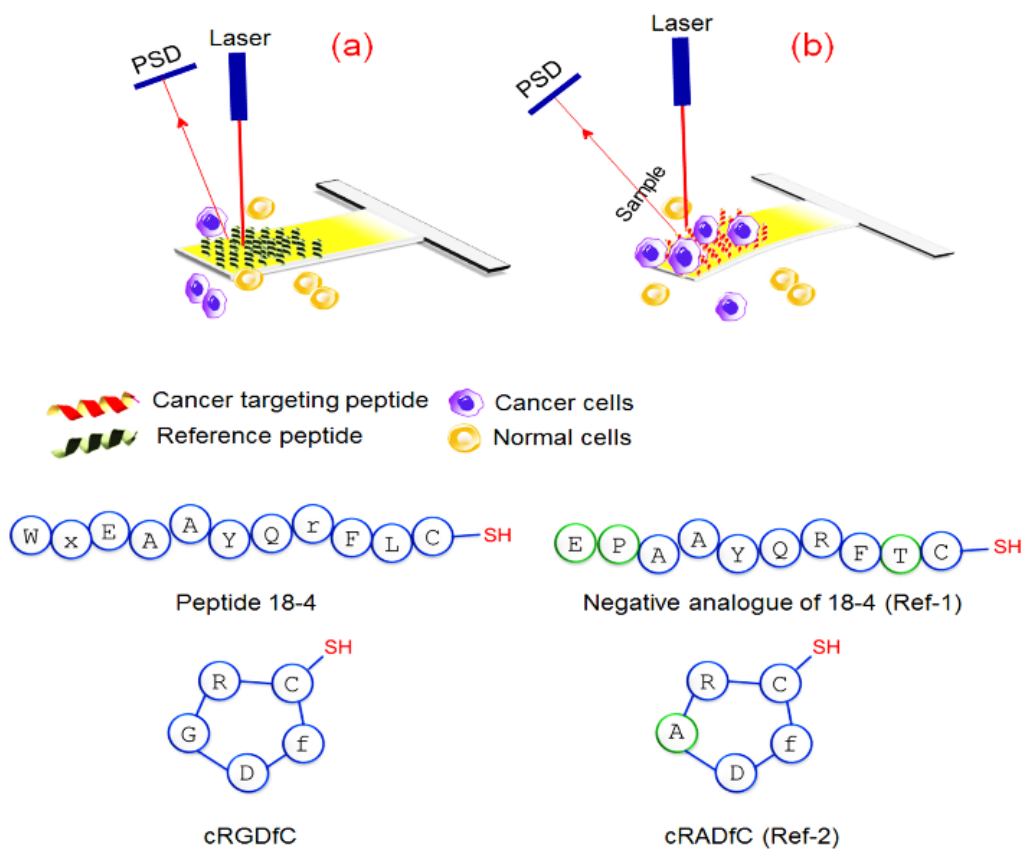 Laser
(a)
PSD
Laser
(b)
PSD
Sample
Cancer targeting peptide
Cancer cells
Reference peptide
Normal cells
W x E A A Y Q r F L C SH
E P A A Y Q R F T C SH
Peptide 18-4
Negative analogue of 18-4 (Ref-1)
SH
R C
G f
D
SH
R C
A f
D
cRGDfC
cRADfC (Ref-2)